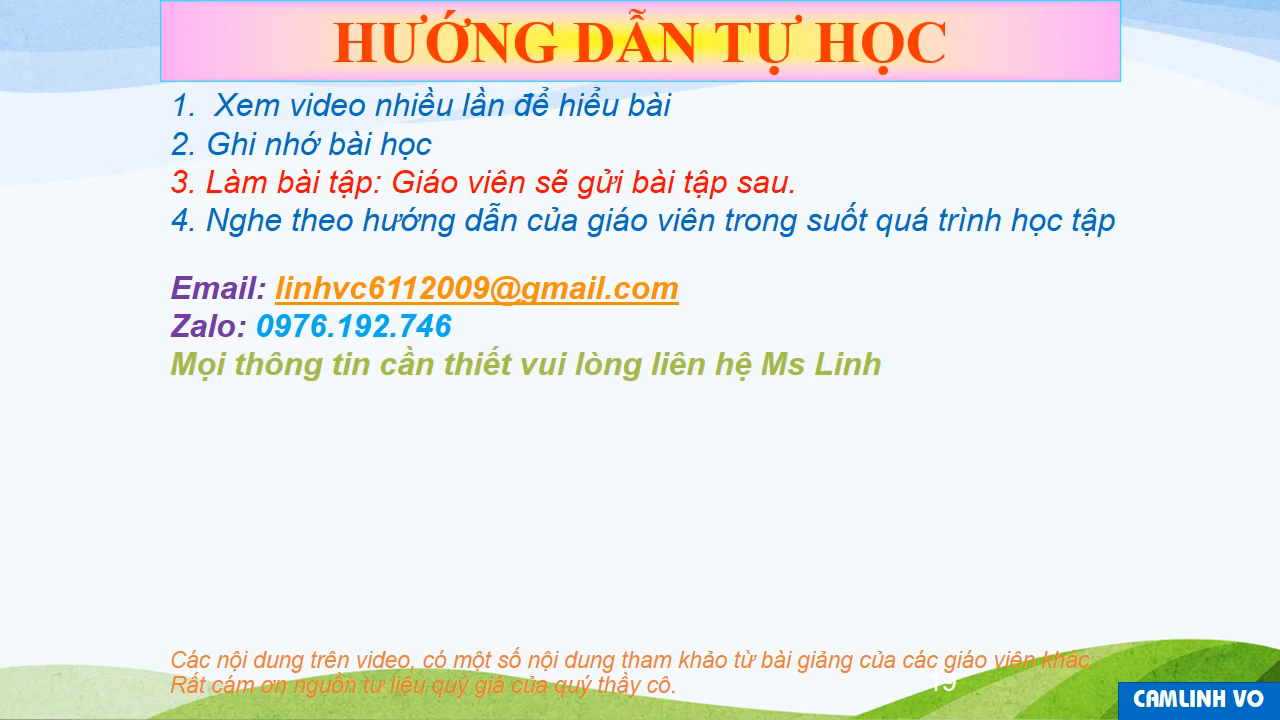 HƯỚNG DẪN TỰ HỌC
1. Xem video nhiều lần để hiểu bài
2. Ghi nhớ bài học
3. Làm bài tập: Giáo viên sẽ gửi bài tập sau.
4. Nghe theo hướng dẫn của giáo viên trong suốt quá trình học tập
Email: linhvc6112009@gmail.com
Zalo: 0976.192.746
Mọi thông tin cần thiết vui lòng liên hệ Ms Linh
Các nội dung trên video, có một số nội dung tham khảo từ bài giảng của các giáo viên khác.
Rất cám ơn nguồn tư liệu quý giá của quý thầy cô.
CAMLINH VO